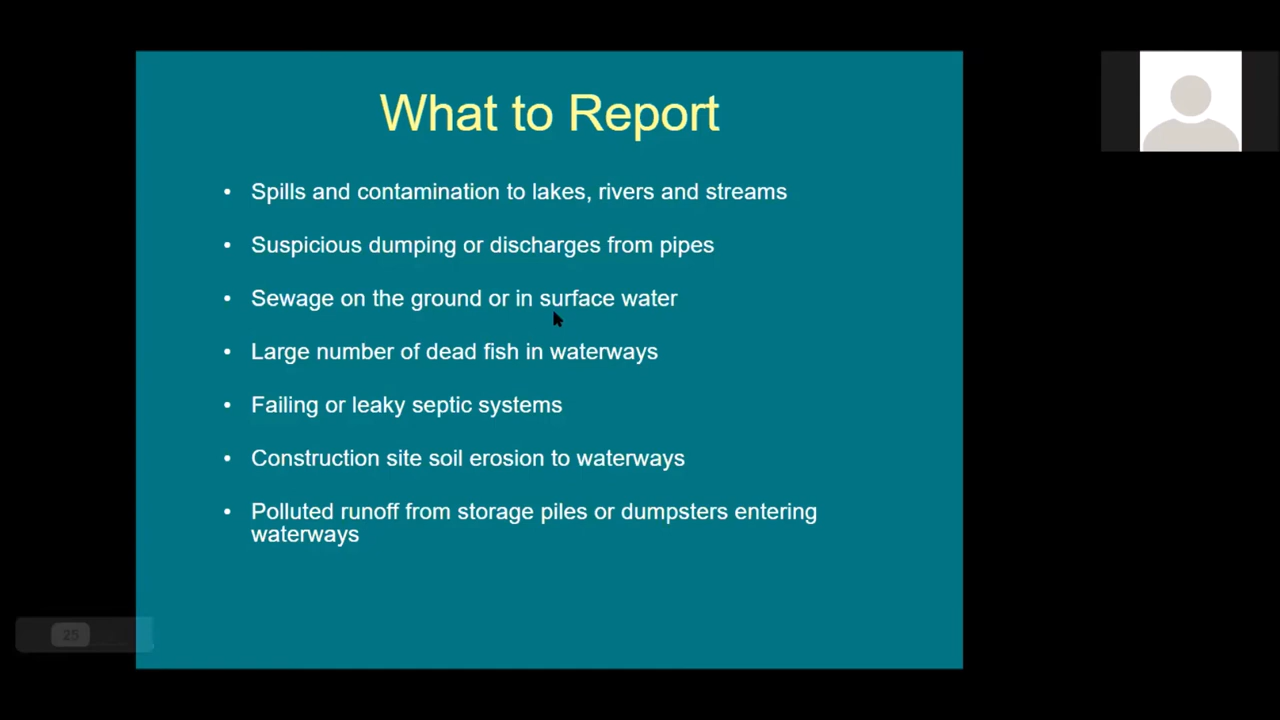 What to Report
• Spills and contamination to lakes, rivers and streams
• Suspicious dumping or discharges from pipes
• Sewage on the ground or in surface water
• Large number of dead fish in waterways
• Failing or leaky septic systems
• Construction site soil erosion to waterways
• Polluted runoff from storage piles or dumpsters entering
waterways
25